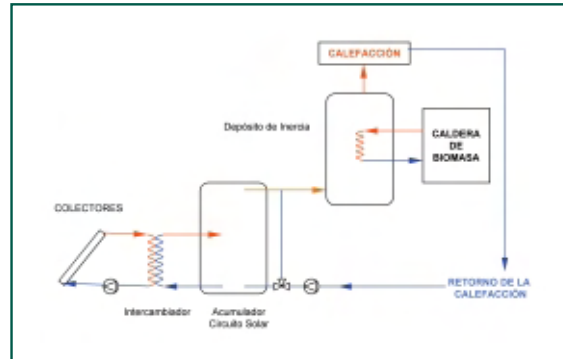 CALEFACCIÓN
Depósito de Inercia
CALDERA
DE
BIOMASA
COLECTORES
RETORNO DE LA
CALEFACCIÓN
Intercambiador
Acumulador
Circuito Solar